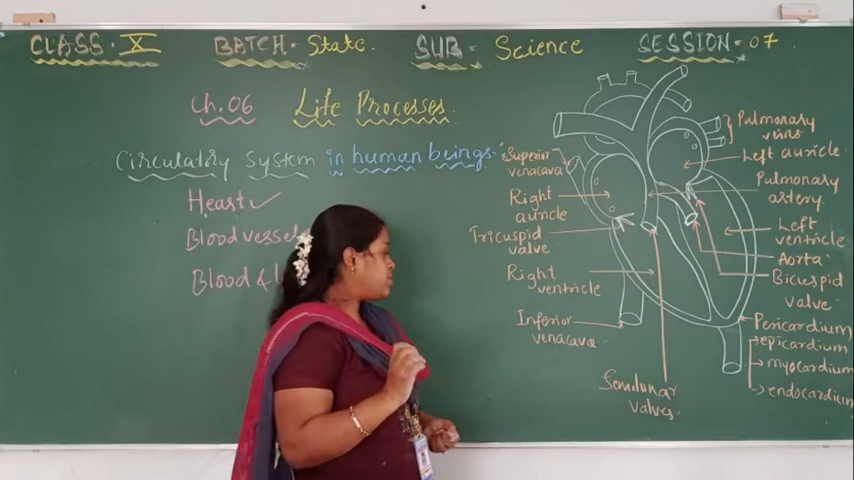 CLASS - X
BATCH - State.
SUB - Science
SESSION - 07
Ch. 06 Life Processes.
Circulatory System in human beings-
Heart ✓
Blood vessels
Blood &
Superior venacava
Right auricle
Tricuspid valve
Right ventricle
Inferior venacava
Semilunar valves
Pulmonary veins
Left auricle
Pulmonary artery
Left ventricle
Aorta
Bicuspid valve
Pericardium
epicardium
myocardium
endocardium